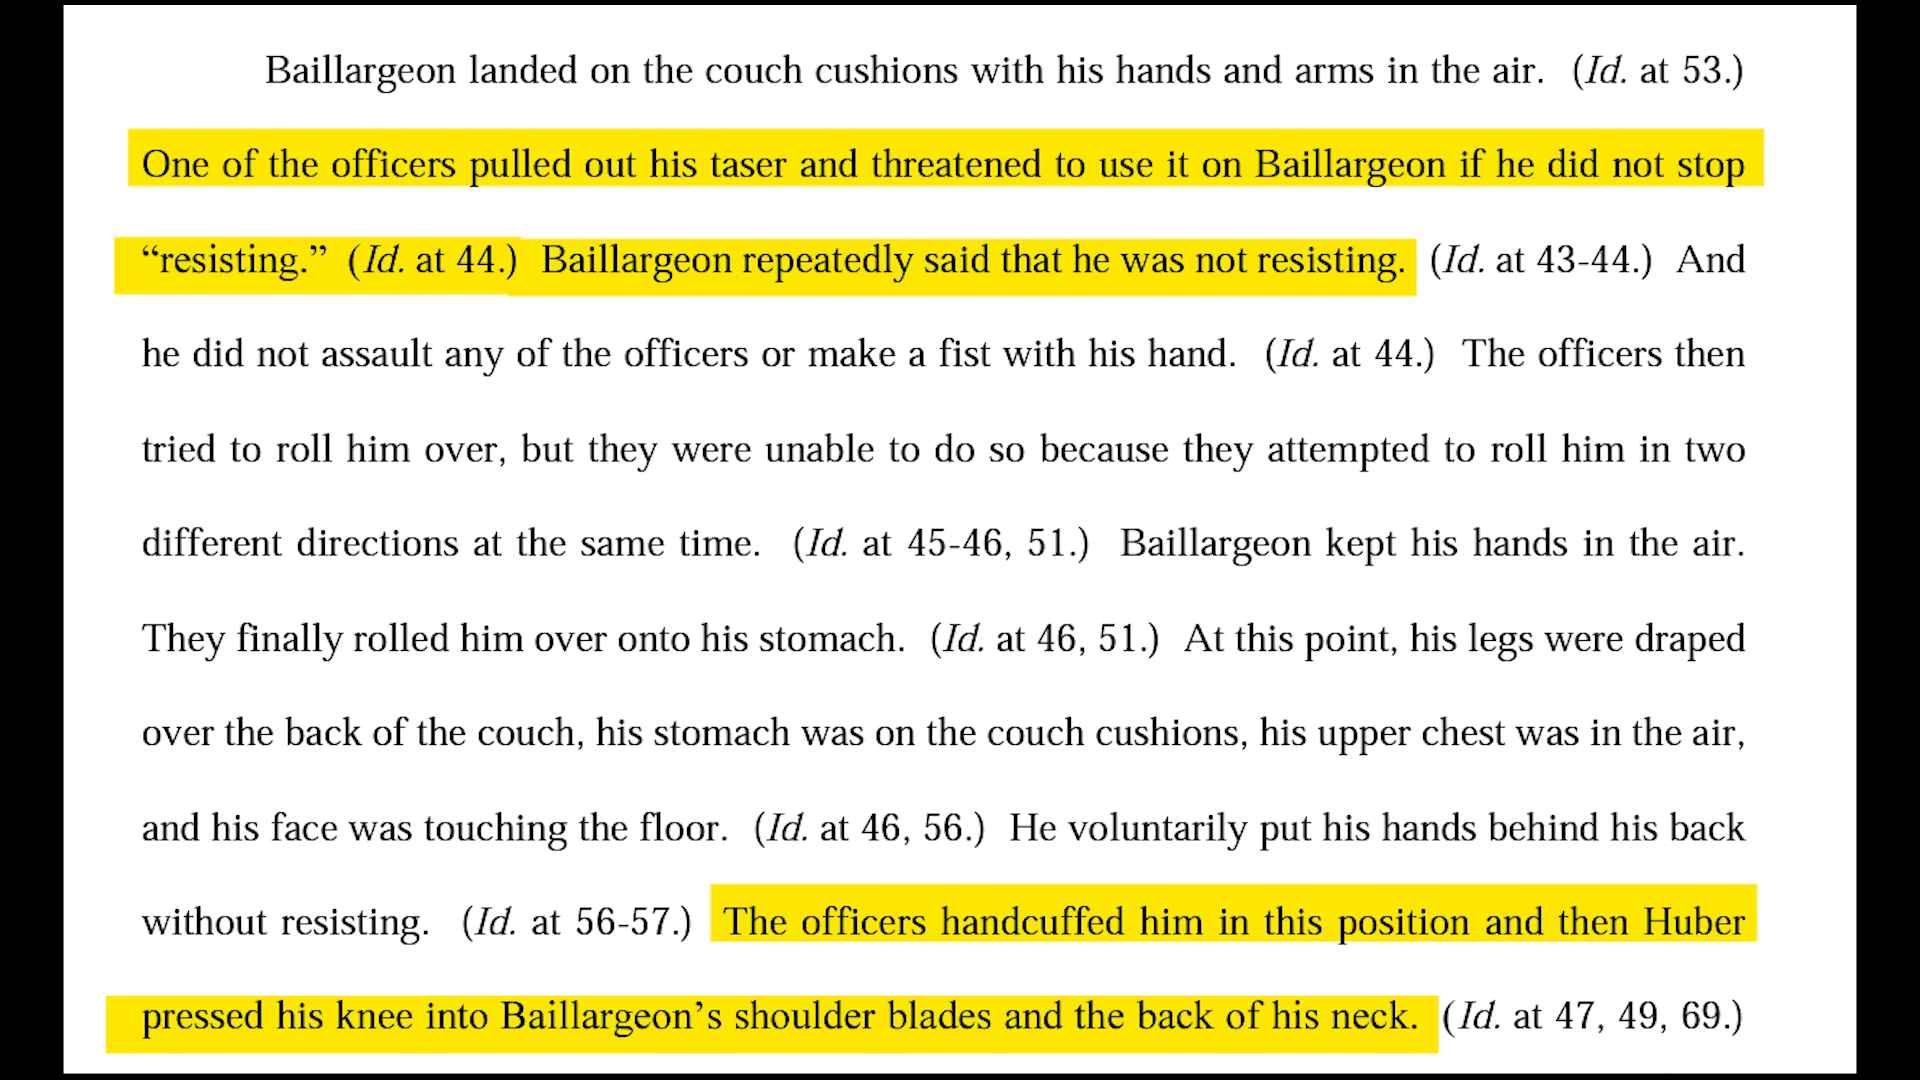 Baillargeon landed on the couch cushions with his hands and arms in the air. (Id. at 53.)
One of the officers pulled out his taser and threatened to use it on Baillargeon if he did not stop
“resisting.” (Id. at 44.) Baillargeon repeatedly said that he was not resisting. (Id. at 43-44.) And
he did not assault any of the officers or make a fist with his hand. (Id. at 44.) The officers then
tried to roll him over, but they were unable to do so because they attempted to roll him in two
different directions at the same time. (Id. at 45-46, 51.) Baillargeon kept his hands in the air.
They finally rolled him over onto his stomach. (Id. at 46, 51.) At this point, his legs were draped
over the back of the couch, his stomach was on the couch cushions, his upper chest was in the air,
and his face was touching the floor. (Id. at 46, 56.) He voluntarily put his hands behind his back
without resisting. (Id. at 56-57.) The officers handcuffed him in this position and then Huber
pressed his knee into Baillargeon’s shoulder blades and the back of his neck. (Id. at 47, 49, 69.)